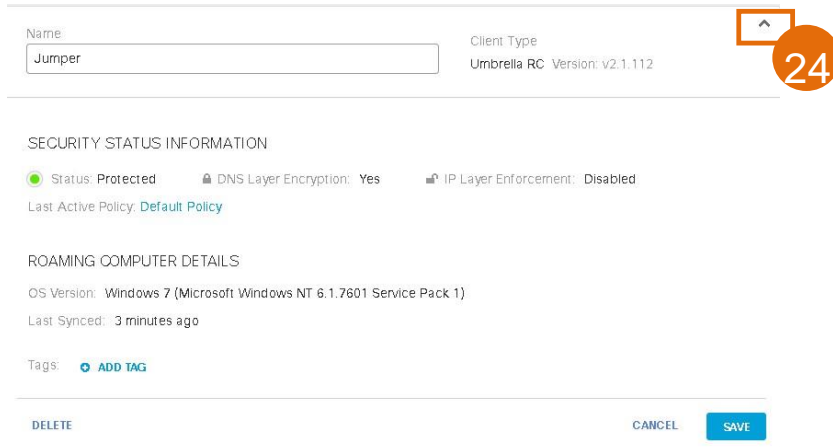 Name
Jumper
Client Type
Umbrella RC Version: v2.1.112
24
SECURITY STATUS INFORMATION
Status: Protected DNS Layer Encryption: Yes IP Layer Enforcement: Disabled
Last Active Policy: Default Policy
ROAMING COMPUTER DETAILS
OS Version: Windows 7 (Microsoft Windows NT 6.1.7601 Service Pack 1)
Last Synced: 3 minutes ago
Tags: ADD TAG
DELETE CANCEL SAVE